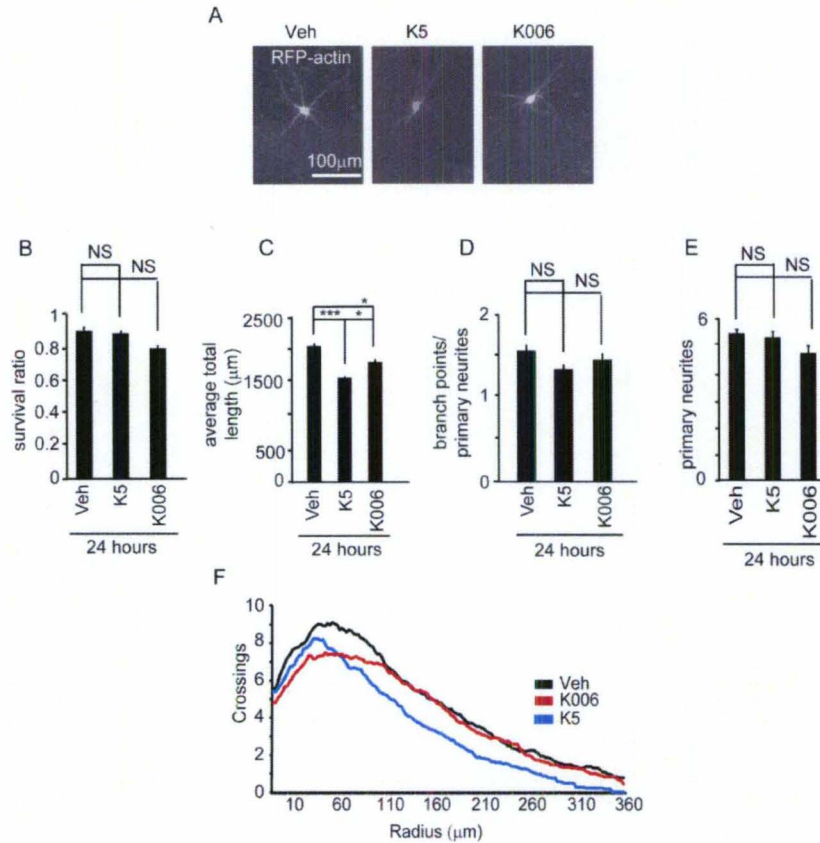 A
Veh K5 K006
RFP-actin
100μm
B
NS
NS
survival ratio
1
0.8
0.6
0.4
0.2
0
Veh K5 K006
24 hours
C
*
*** *
average total
length (μm)
2500
1500
500
0
Veh K5 K006
24 hours
D
NS
NS
branch points/
primary neurites
2
1
0
Veh K5 K006
24 hours
E
NS
NS
primary neurites
6
0
Veh K5 K006
24 hours
F
Crossings
10
8
6
4
2
0
Veh
K006
K5
10 60 110 160 210 260 310 360
Radius (μm)